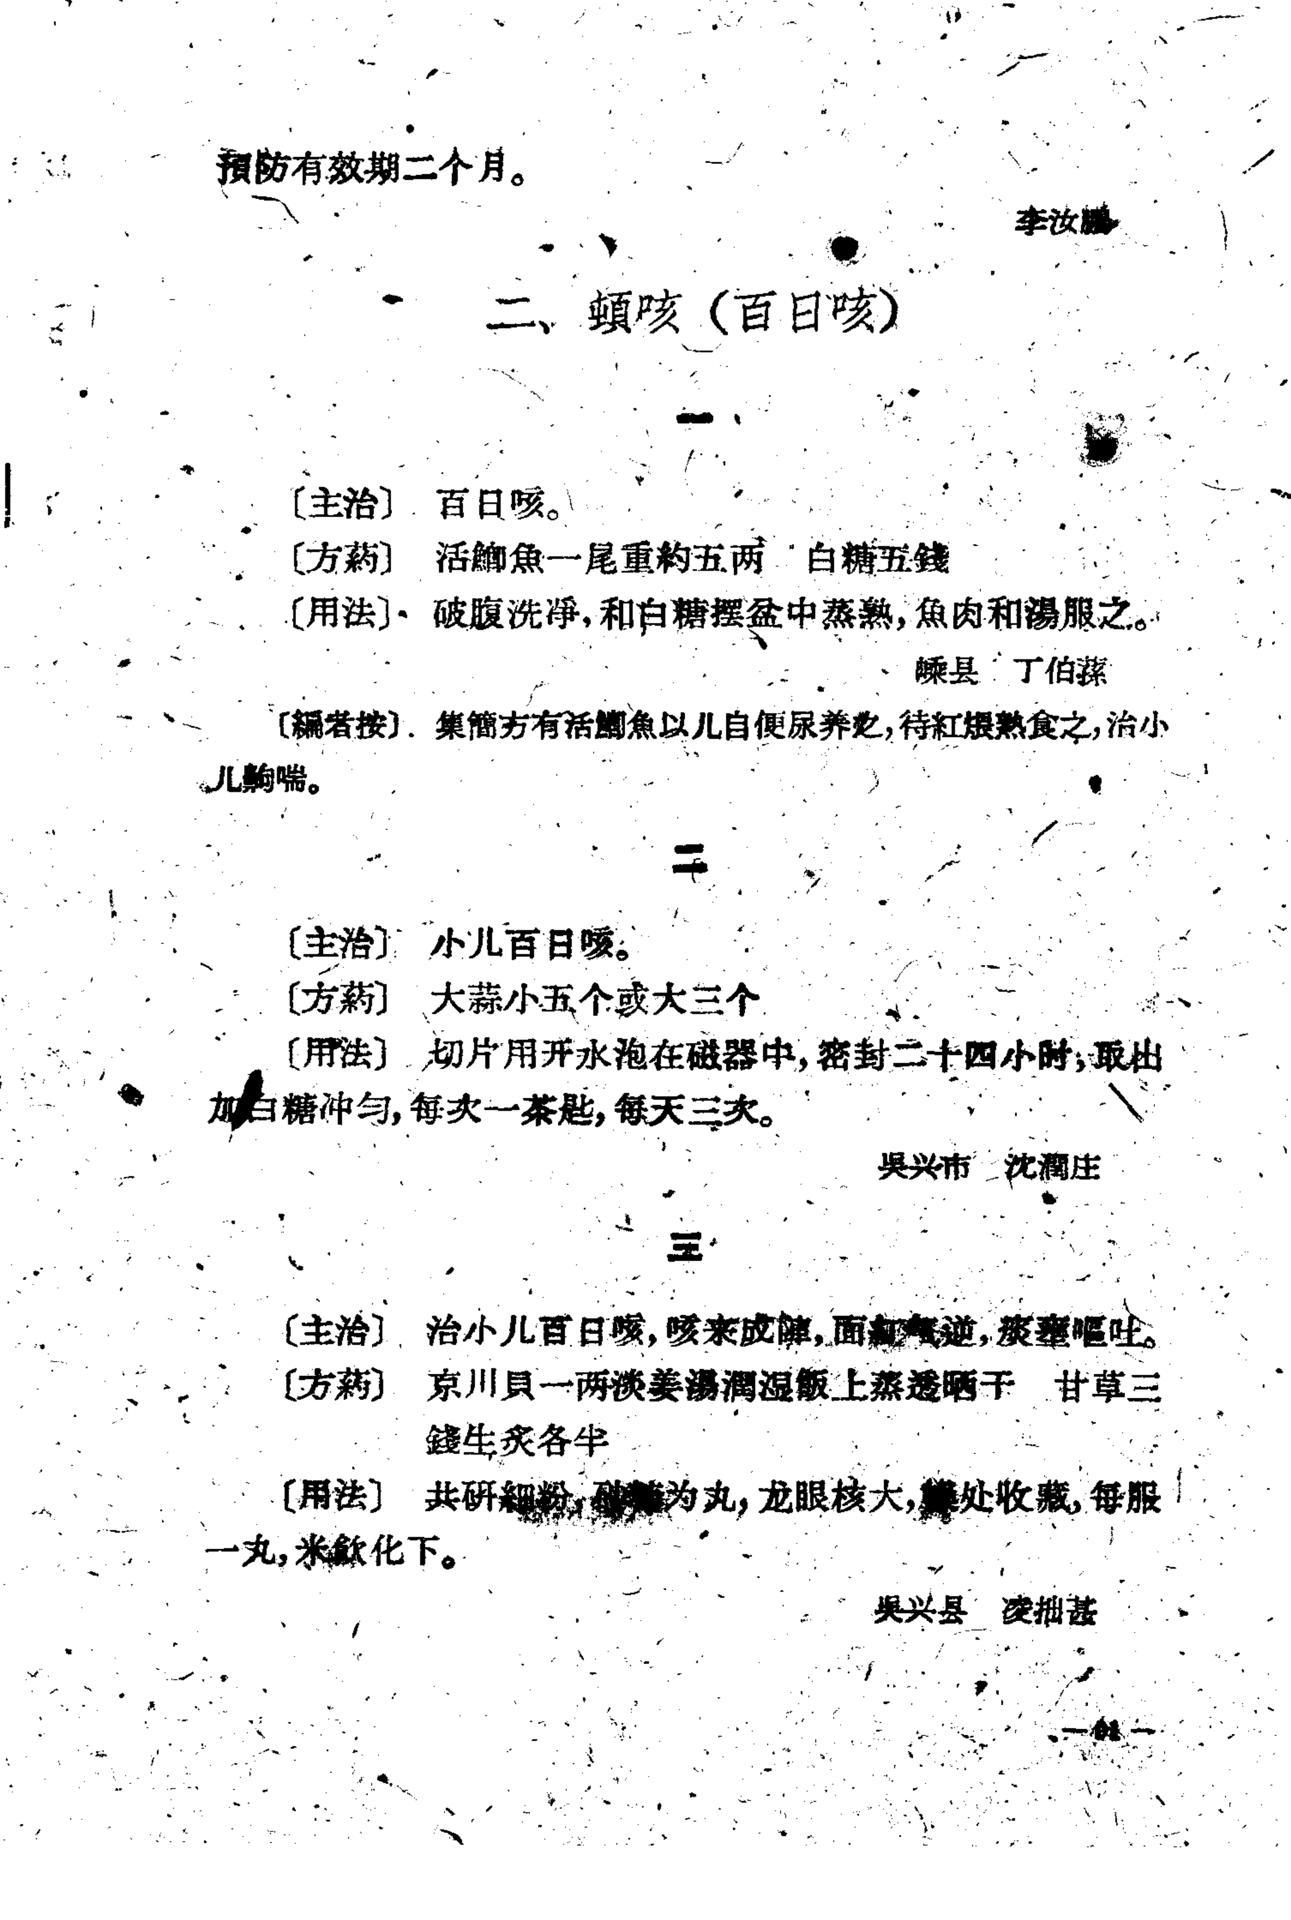 預防有效期二个月。
李汝鵬
二、頓咳（百日咳）
一
〔主治〕 百日咳。
〔方葯〕 活鯽魚一尾重約五两 白糖五錢
〔用法〕 破腹洗凈，和白糖摆盆中蒸熟，魚肉和湯服之。
嵊县 丁伯蓀
〔編者按〕 集簡方有活鯽魚以儿自便尿养之，待紅煨熟食之，治小
儿齁喘。
二
〔主治〕 小儿百日咳。
〔方葯〕 大蒜小五个或大三个
〔用法〕 切片用开水泡在磁器中，密封二十四小时，取出
加白糖冲匀，每次一茶匙，每天三次。
吳兴市 沈潤庄
三
〔主治〕 治小儿百日咳，咳来成陣，面紅气逆，痰壅嘔吐。
〔方葯〕 京川貝一两淡姜湯潤湿飯上蒸透晒干 甘草三
錢生炙各半
〔用法〕 共研細粉，为丸，龙眼核大，处收藏，每服
一丸，米飲化下。
吳兴县 凌拙甚